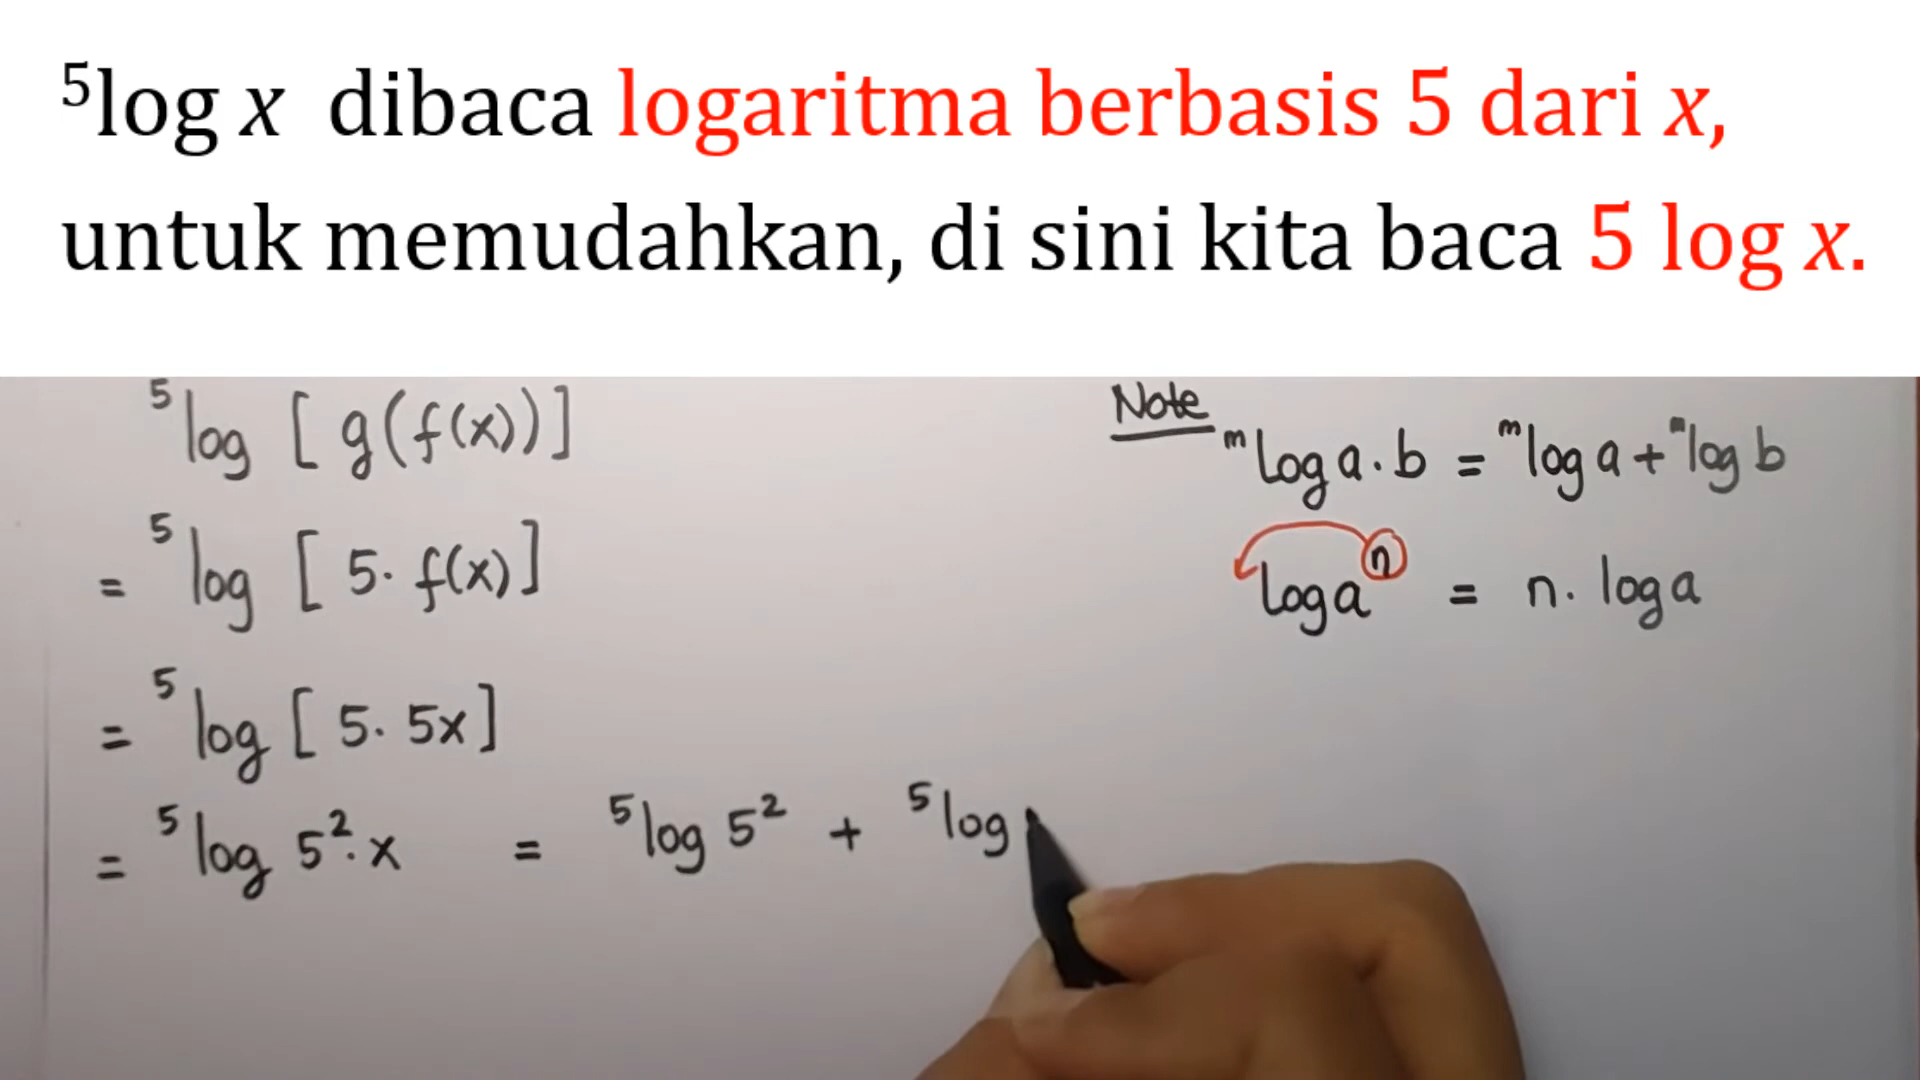 ⁵log x dibaca logaritma berbasis 5 dari x,
untuk memudahkan, di sini kita baca 5 log x.
⁵log [ g(f(x)) ]
= ⁵log [ 5. f(x) ]
= ⁵log [ 5. 5x ]
= ⁵log 5². x = ⁵log 5² + ⁵log
Note
ᵐlog a . b = ᵐlog a + ᵐlog b
log aⁿ = n. log a